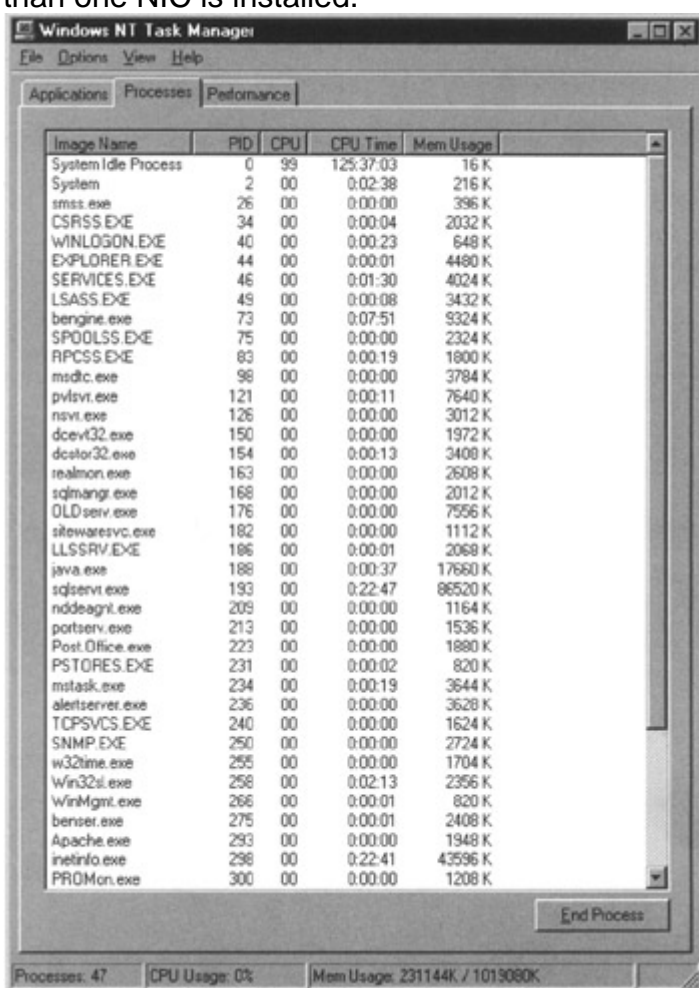 than one NIC is installed.
Windows NT Task Manager
File Options View Help
Applications Processes Performance
Image Name PID CPU CPU Time Mem Usage
System Idle Process 0 99 125:37:03 16 K
System 2 00 0:02:38 216 K
smss.exe 26 00 0:00:00 396 K
CSRSS.EXE 34 00 0:00:04 2032 K
WINLOGON.EXE 40 00 0:00:23 648 K
EXPLORER.EXE 44 00 0:00:01 4480 K
SERVICES.EXE 46 00 0:01:30 4024 K
LSASS.EXE 49 00 0:00:08 3432 K
bengine.exe 73 00 0:07:51 9324 K
SPOOLSS.EXE 75 00 0:00:00 2324 K
RPCSS.EXE 83 00 0:00:19 1800 K
msdtc.exe 98 00 0:00:00 3784 K
pvlsvr.exe 121 00 0:00:11 7640 K
nsvr.exe 126 00 0:00:00 3012 K
dcevt32.exe 150 00 0:00:00 1972 K
dcstor32.exe 154 00 0:00:13 3408 K
realmon.exe 163 00 0:00:00 2608 K
sqlmangr.exe 168 00 0:00:00 2012 K
OLDserv.exe 176 00 0:00:00 7556 K
sitewaresvc.exe 182 00 0:00:00 1112 K
LLSSRV.EXE 186 00 0:00:01 2068 K
java.exe 188 00 0:00:37 17660 K
sqlservr.exe 193 00 0:22:47 86520 K
nddeagnt.exe 209 00 0:00:00 1164 K
portserv.exe 213 00 0:00:00 1536 K
Post.Office.exe 223 00 0:00:00 1880 K
PSTORES.EXE 231 00 0:00:02 820 K
mstask.exe 234 00 0:00:19 3644 K
alertserver.exe 236 00 0:00:00 3628 K
TCPSVCS.EXE 240 00 0:00:00 1624 K
SNMP.EXE 250 00 0:00:00 2724 K
w32time.exe 255 00 0:00:00 1704 K
Win32sl.exe 258 00 0:02:13 2356 K
WinMgmt.exe 266 00 0:00:01 820 K
benser.exe 275 00 0:00:01 2408 K
Apache.exe 293 00 0:00:00 1948 K
inetinfo.exe 298 00 0:22:41 43596 K
PROMon.exe 300 00 0:00:00 1208 K
End Process
Processes: 47 CPU Usage: 0% Mem Usage: 231144K / 1019080K